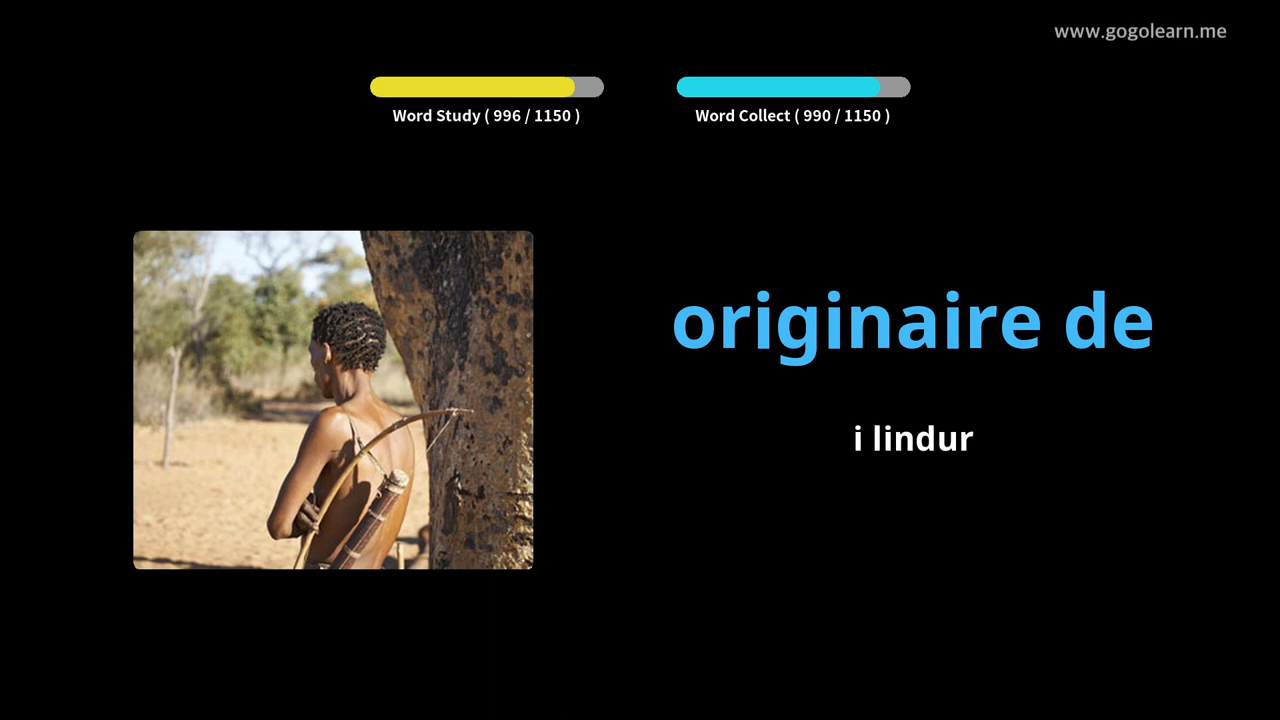 www.gogolearn.me
Word Study ( 996 / 1150 )
Word Collect ( 990 / 1150 )
originaire de
i lindur